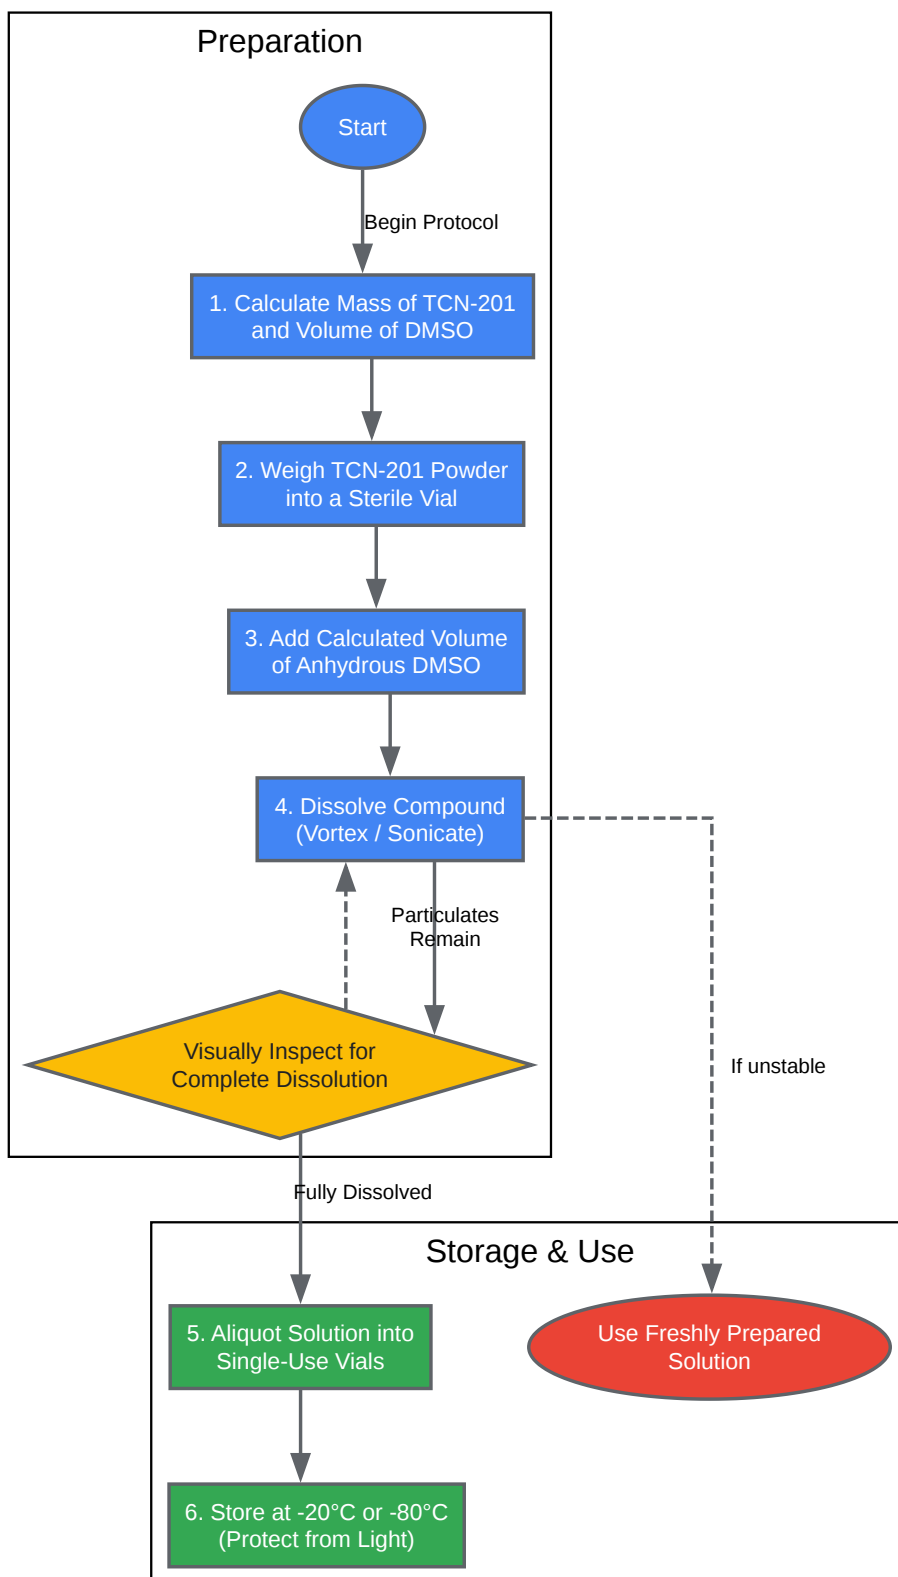 Preparation
Start
Begin Protocol
1. Calculate Mass of TCN-201
and Volume of DMSO
2. Weigh TCN-201 Powder
into a Sterile Vial
3. Add Calculated Volume
of Anhydrous DMSO
4. Dissolve Compound
(Vortex / Sonicate)
Particulates
Remain
Visually Inspect for
Complete Dissolution
If unstable
Fully Dissolved
Storage & Use
5. Aliquot Solution into
Single-Use Vials
Use Freshly Prepared
Solution
6. Store at -20°C or -80°C
(Protect from Light)